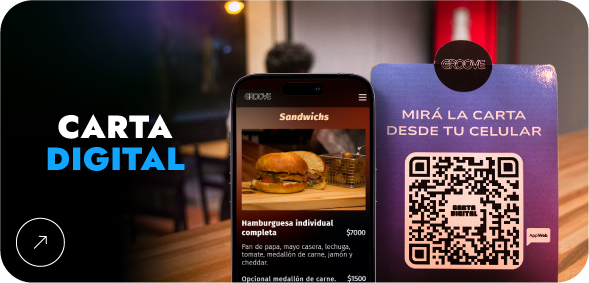 CARTA
DIGITAL
GROOVE
Sandwichs
Hamburguesa individual
completa
$7000
Pan de papa, mayo casera, lechuga,
tomate, medallón de carne, jamón y
cheddar.
Opcional medallón de carne.
$1500
GROOVE
MIRÁ LA CARTA
DESDE TU CELULAR
CARTA
DIGITAL
AppWeb